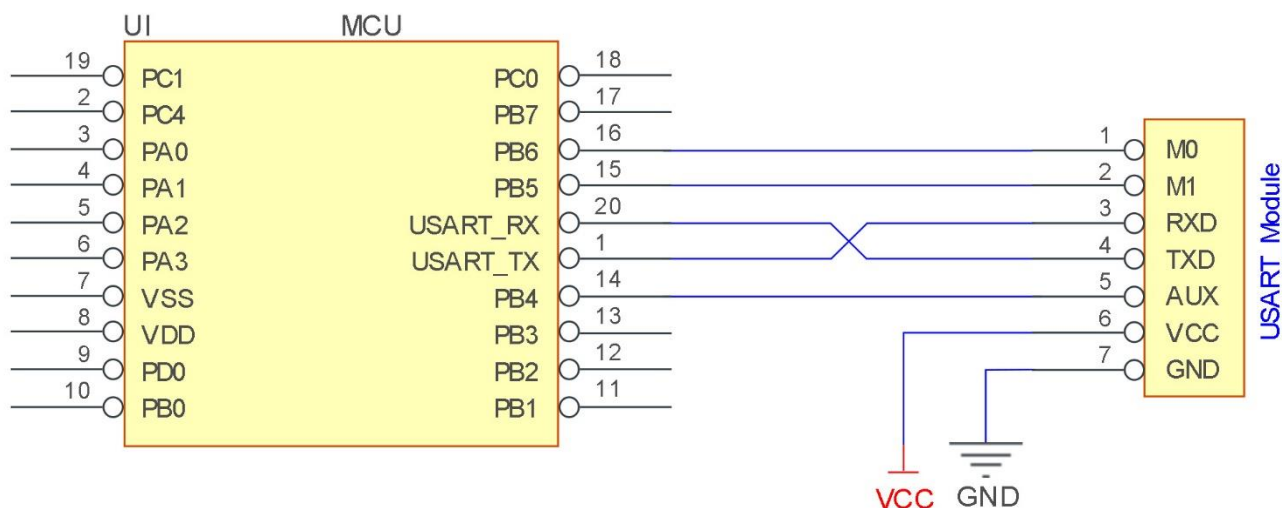 UI MCU
19 PC1 PC0 18
2 PC4 PB7 17
3 PA0 PB6 16 1 M0
4 PA1 PB5 15 2 M1
5 PA2 USART_RX 20 3 RXD
6 PA3 USART_TX 1 4 TXD
7 VSS PB4 14 5 AUX
8 VDD PB3 13 6 VCC
9 PD0 PB2 12 7 GND
10 PB0 PB1 11
USART Module
VCC GND